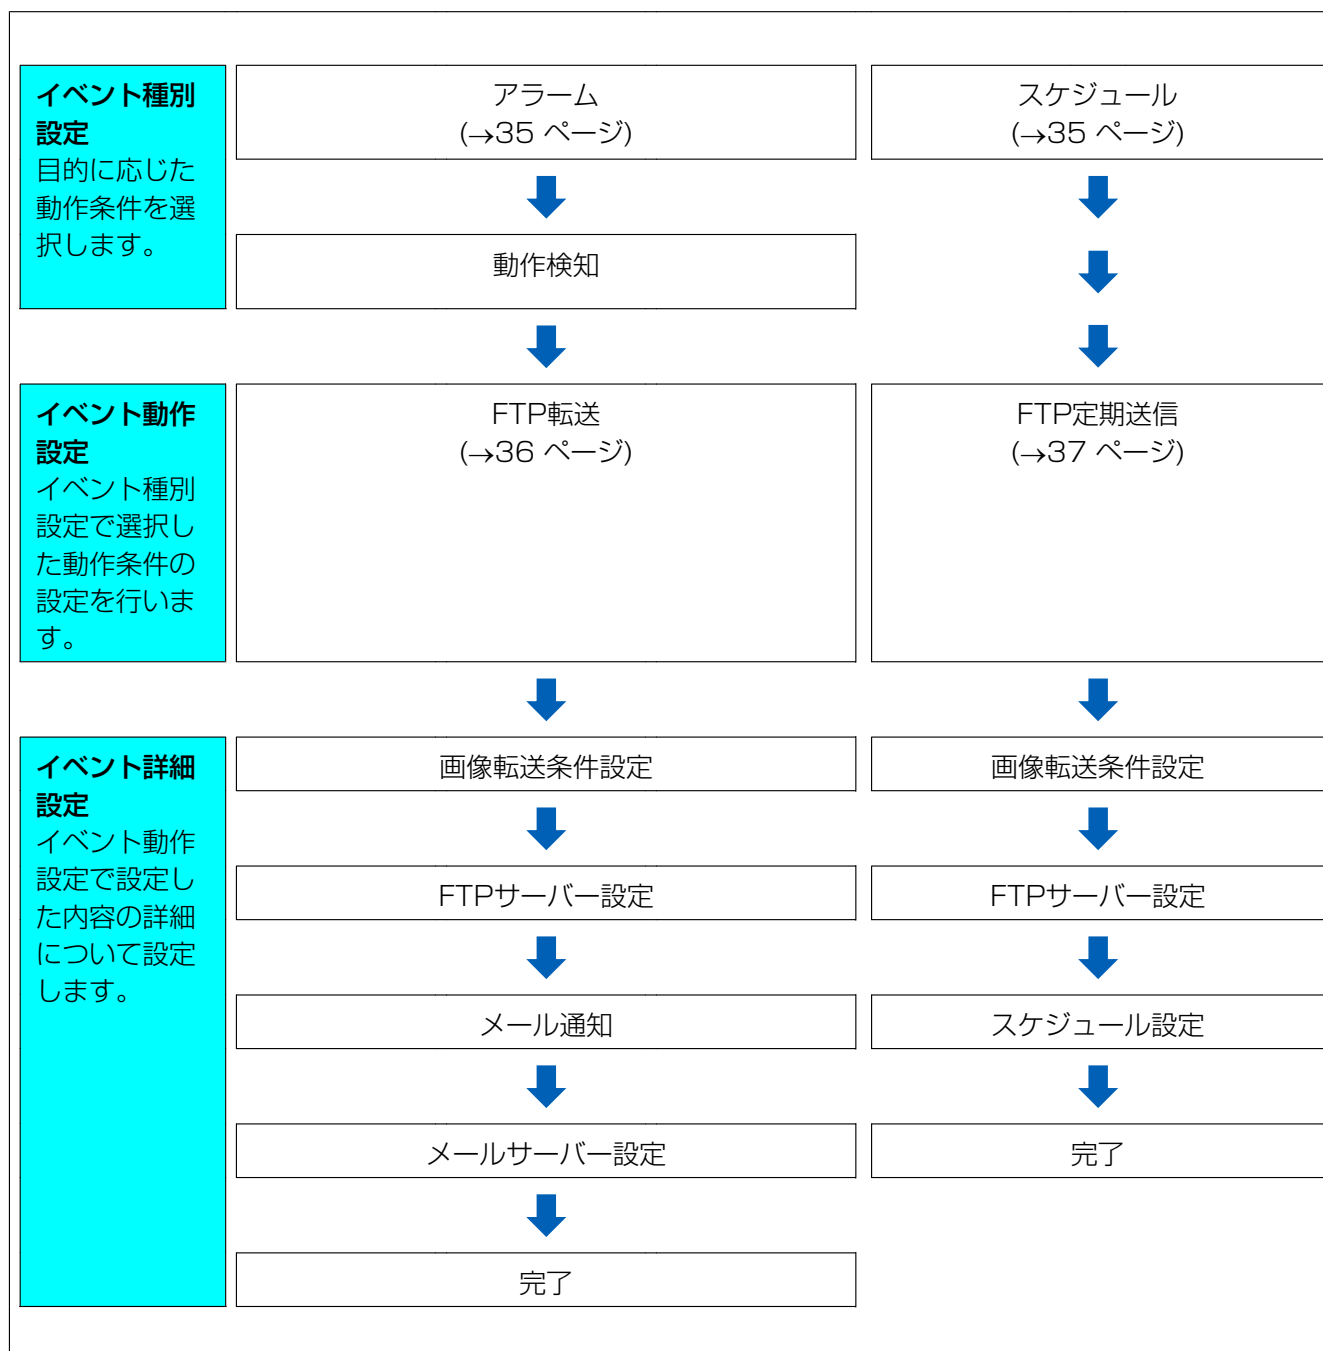 イベント種別
設定
目的に応じた
動作条件を選
択します。
アラーム
(→35 ページ)
スケジュール
(→35 ページ)
動作検知
イベント動作
設定
イベント種別
設定で選択し
た動作条件の
設定を行いま
す。
FTP転送
(→36 ページ)
FTP定期送信
(→37 ページ)
イベント詳細
設定
イベント動作
設定で設定し
た内容の詳細
について設定
します。
画像転送条件設定
画像転送条件設定
FTPサーバー設定
FTPサーバー設定
メール通知
スケジュール設定
メールサーバー設定
完了
完了